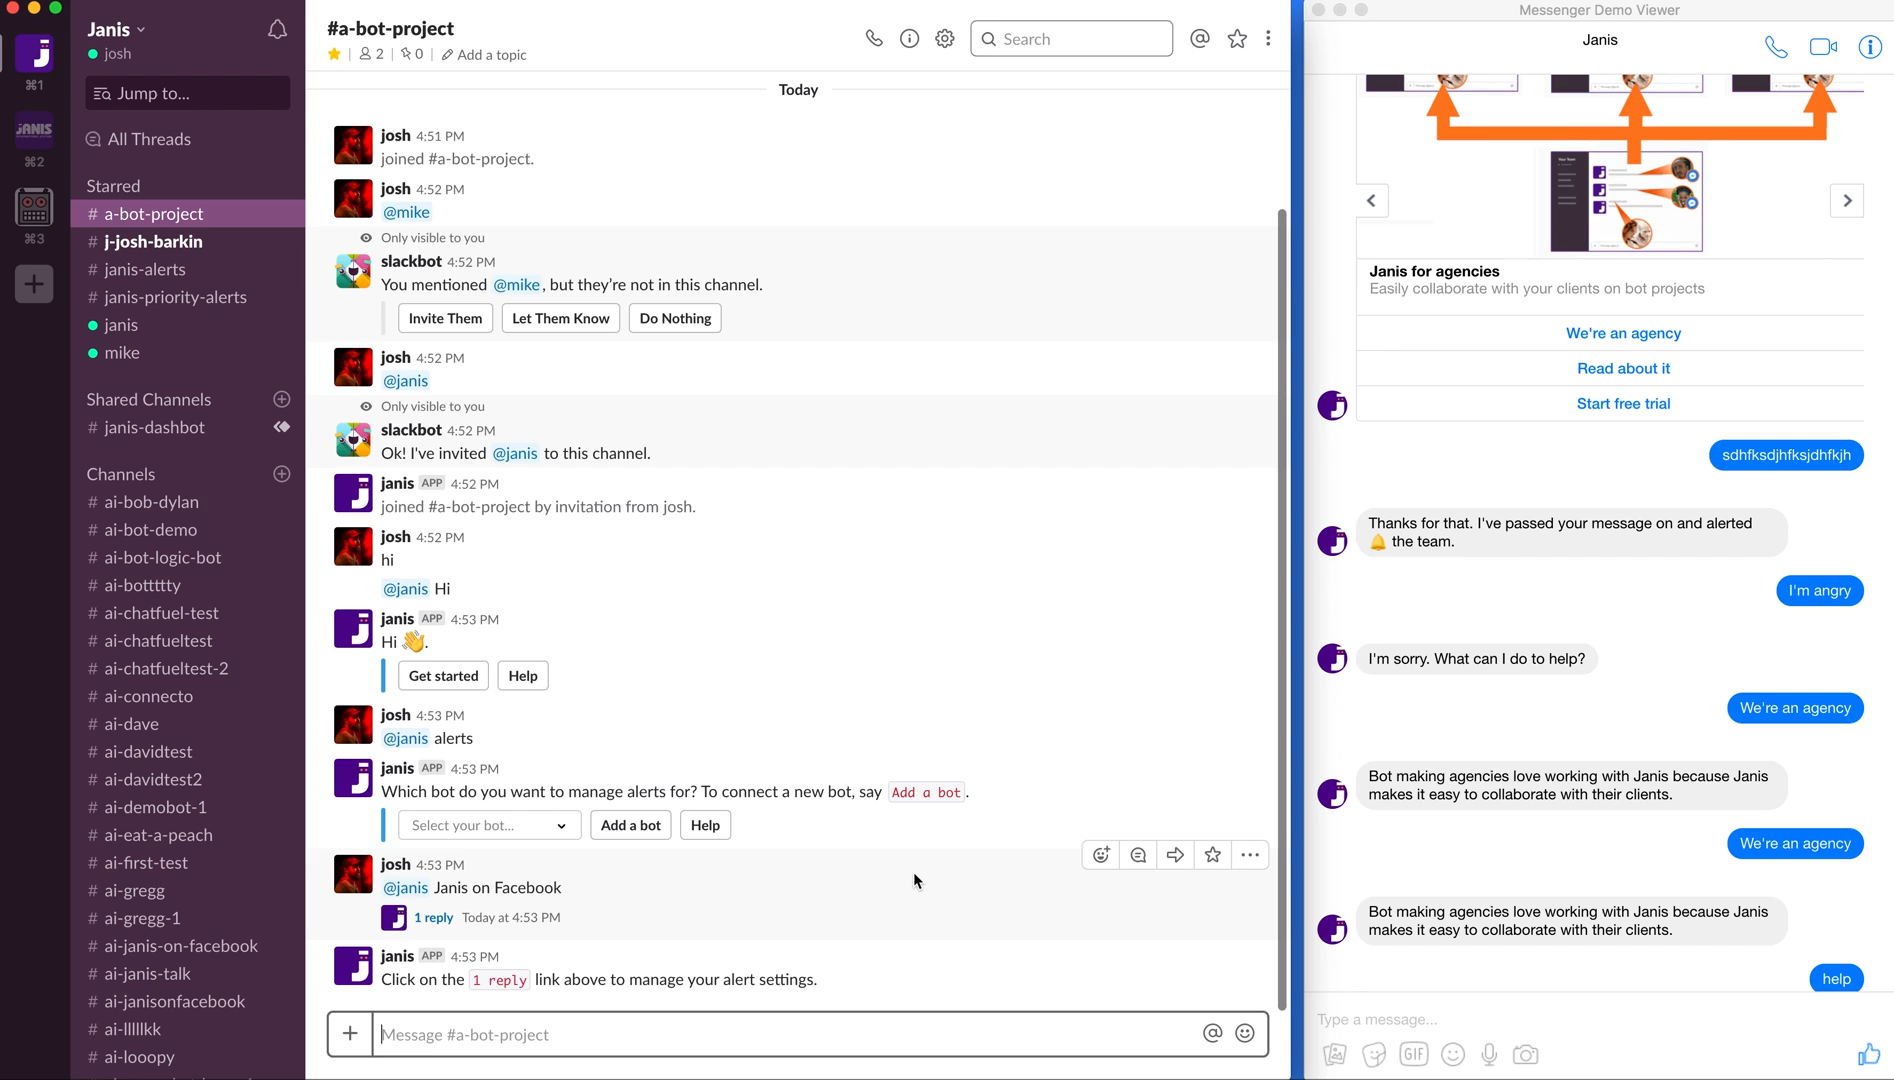 Janis
josh
⌘1
Jump to...
JANIS
⌘2
All Threads
⌘3
Starred
# a-bot-project
# j-josh-barkin
# janis-alerts
# janis-priority-alerts
janis
mike
Shared Channels
# janis-dashbot
Channels
# ai-bob-dylan
# ai-bot-demo
# ai-bot-logic-bot
# ai-bottttty
# ai-chatfuel-test
# ai-chatfueltest
# ai-chatfueltest-2
# ai-connecto
# ai-dave
# ai-davidtest
# ai-davidtest2
# ai-demobot-1
# ai-eat-a-peach
# ai-first-test
# ai-gregg
# ai-gregg-1
# ai-janis-on-facebook
# ai-janis-talk
# ai-janisonfacebook
# ai-lllllkk
# ai-looopy
#a-bot-project
2 | 0 | Add a topic
Search
Today
josh 4:51 PM
joined #a-bot-project.
josh 4:52 PM
@mike
Only visible to you
slackbot 4:52 PM
You mentioned @mike, but they're not in this channel.
Invite Them Let Them Know Do Nothing
josh 4:52 PM
@janis
Only visible to you
slackbot 4:52 PM
Ok! I've invited @janis to this channel.
janis APP 4:52 PM
joined #a-bot-project by invitation from josh.
josh 4:52 PM
hi
@janis Hi
janis APP 4:53 PM
Hi 👋.
Get started Help
josh 4:53 PM
@janis alerts
janis APP 4:53 PM
Which bot do you want to manage alerts for? To connect a new bot, say Add a bot.
Select your bot... Add a bot Help
josh 4:53 PM
@janis Janis on Facebook
1 reply Today at 4:53 PM
janis APP 4:53 PM
Click on the 1 reply link above to manage your alert settings.
Message #a-bot-project
Messenger Demo Viewer
Janis
Janis for agencies
Easily collaborate with your clients on bot projects
We're an agency
Read about it
Start free trial
sdhfksdjhfksjdhfkjh
Thanks for that. I've passed your message on and alerted
🔔 the team.
I'm angry
I'm sorry. What can I do to help?
We're an agency
Bot making agencies love working with Janis because Janis
makes it easy to collaborate with their clients.
We're an agency
Bot making agencies love working with Janis because Janis
makes it easy to collaborate with their clients.
help
Type a message...
GIF